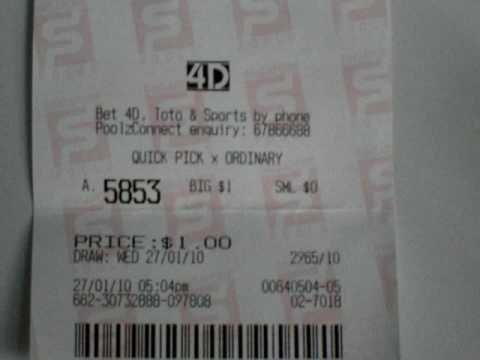 4D
Bet 4D, Toto & Sports by phone
PoolzConnect enquiry: 67866688
QUICK PICK x ORDINARY
A. 5853 BIG $1 SML $0
PRICE:$1.00
DRAW: WED 27/01/10 2965/10
27/01/10 05:04pm 00640504-05
682-30732888-097808 02-7018